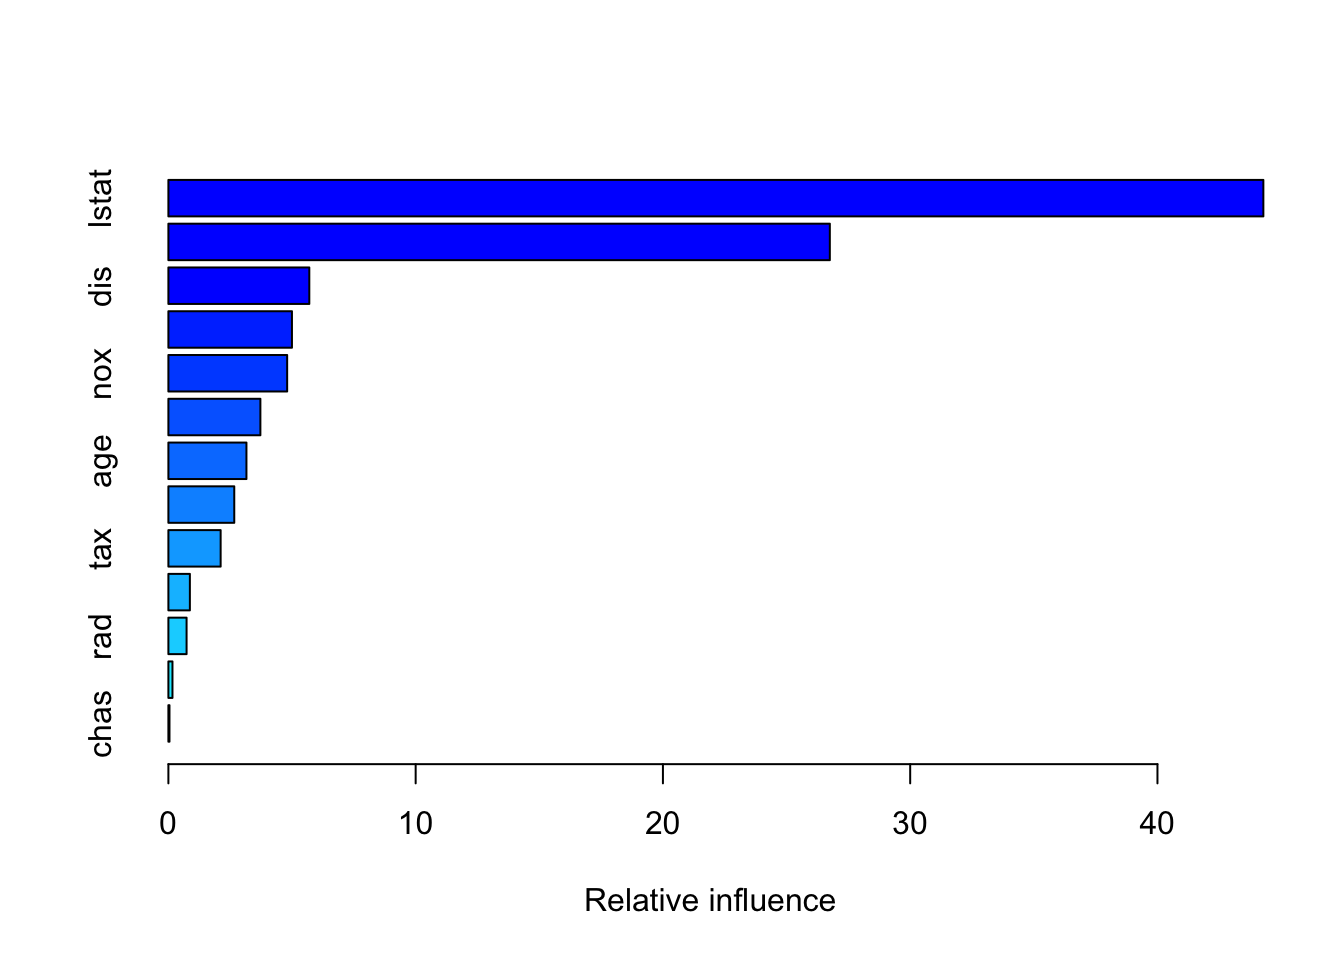 lstat
dis
nox
age
tax
rad
chas
0 10 20 30 40
Relative influence